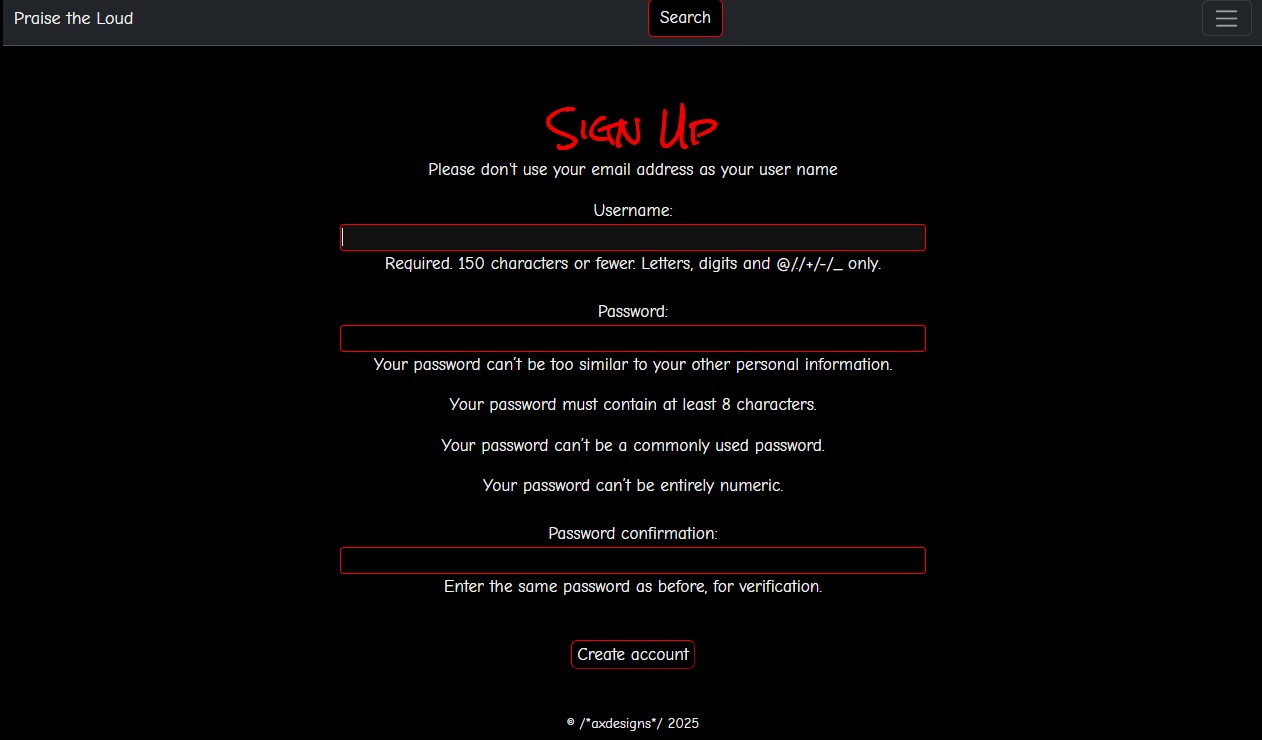 Praise the Loud
Search
Sign Up
Please don't use your email address as your user name
Username:
Required. 150 characters or fewer. Letters, digits and @/./+/-/_ only.
Password:
Your password can’t be too similar to your other personal information.
Your password must contain at least 8 characters.
Your password can’t be a commonly used password.
Your password can’t be entirely numeric.
Password confirmation:
Enter the same password as before, for verification.
Create account
© /*axdesigns*/ 2025